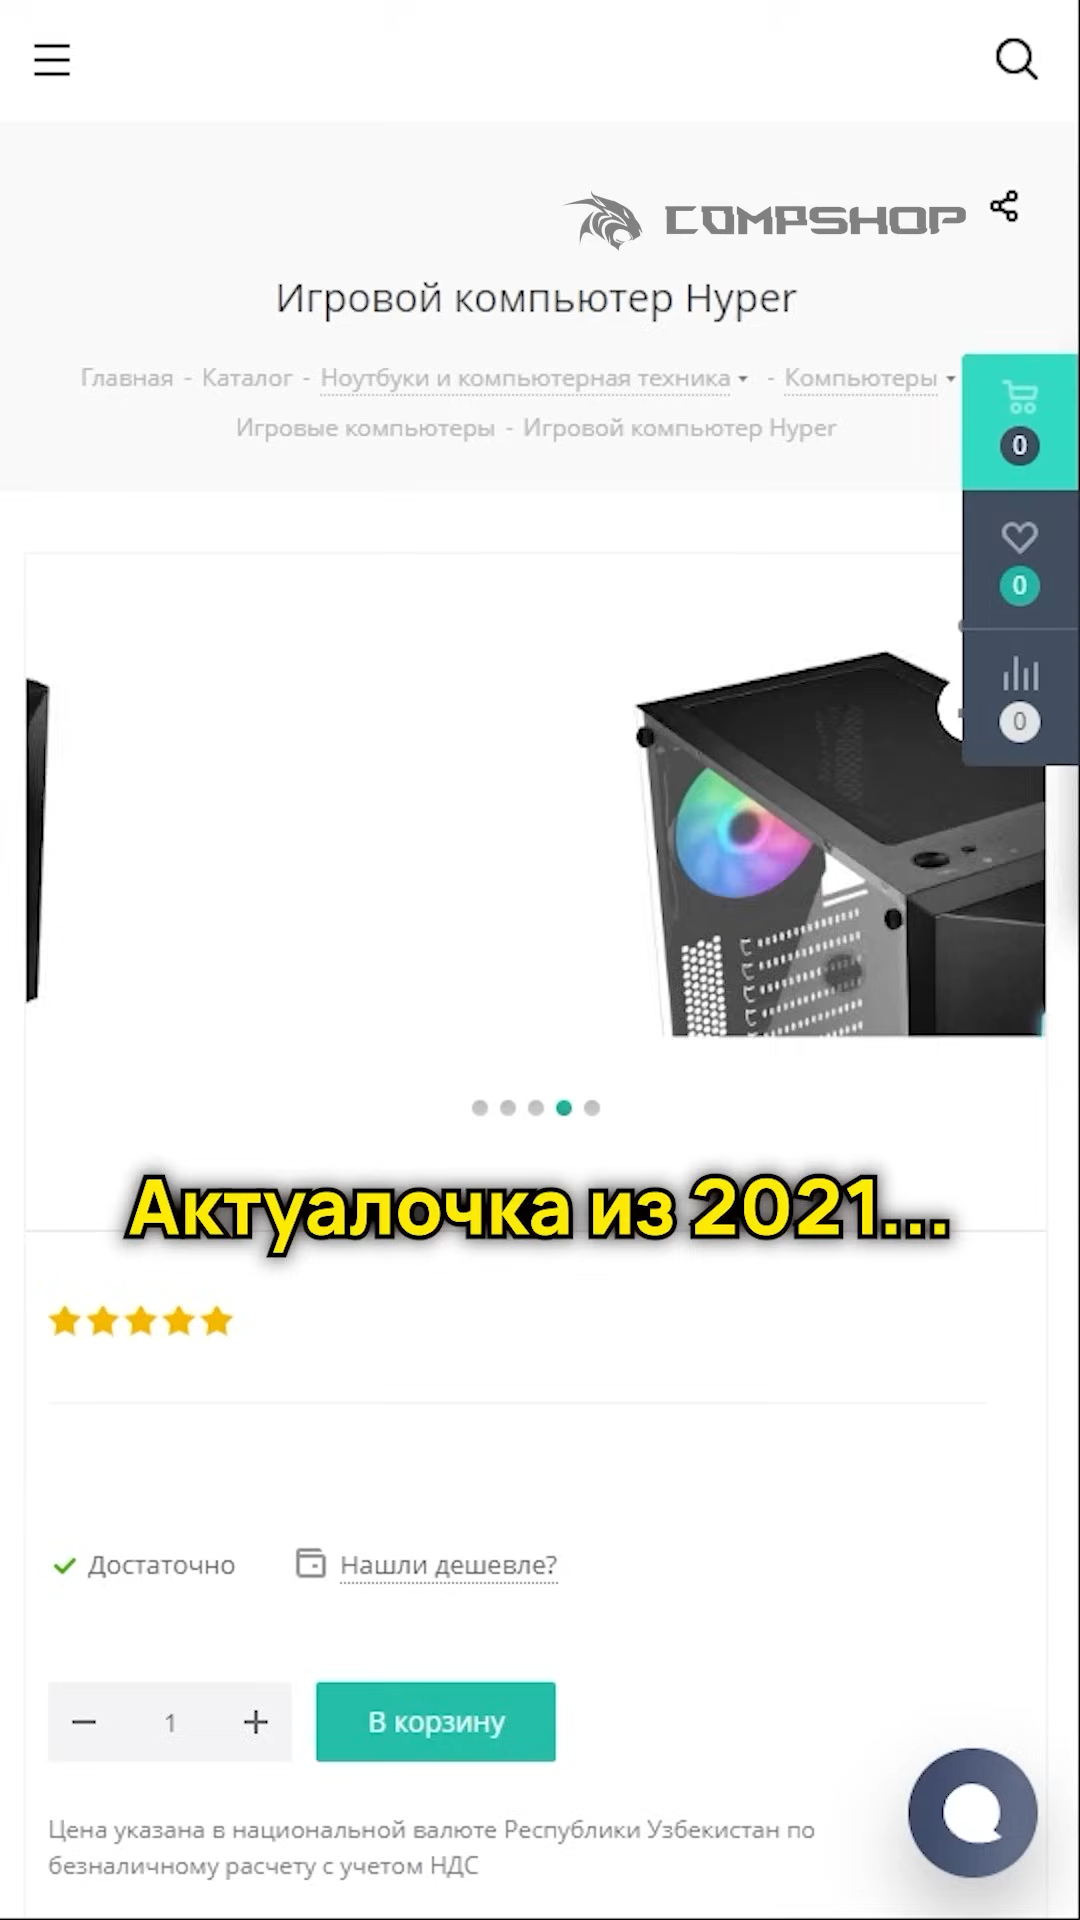 COMPSHOP
Игровой компьютер Hyper
Главная - Каталог - Ноутбуки и компьютерная техника - Компьютеры
Игровые компьютеры - Игровой компьютер Hyper
0
0
0
Актуалочка из 2021...
Достаточно Нашли дешевле?
− 1 + В корзину
Цена указана в национальной валюте Республики Узбекистан по
безналичному расчету с учетом НДС